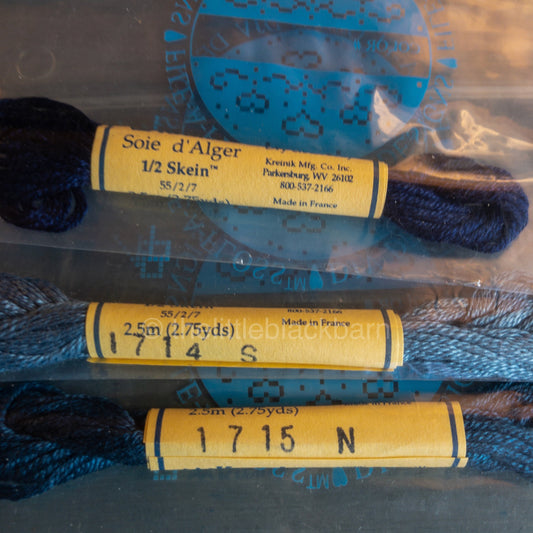 Soie d'Alger
1/2 Skein™
55/2/7
Kreinik Mfg. Co. Inc.
Parkersburg, WV 26102
800-537-2166
Made in France
55/2/7
2.5m (2.75yds)
800-537-2166
Made in France
1714 S
littleblackbarn
2.5m (2.75yds)
1715 N